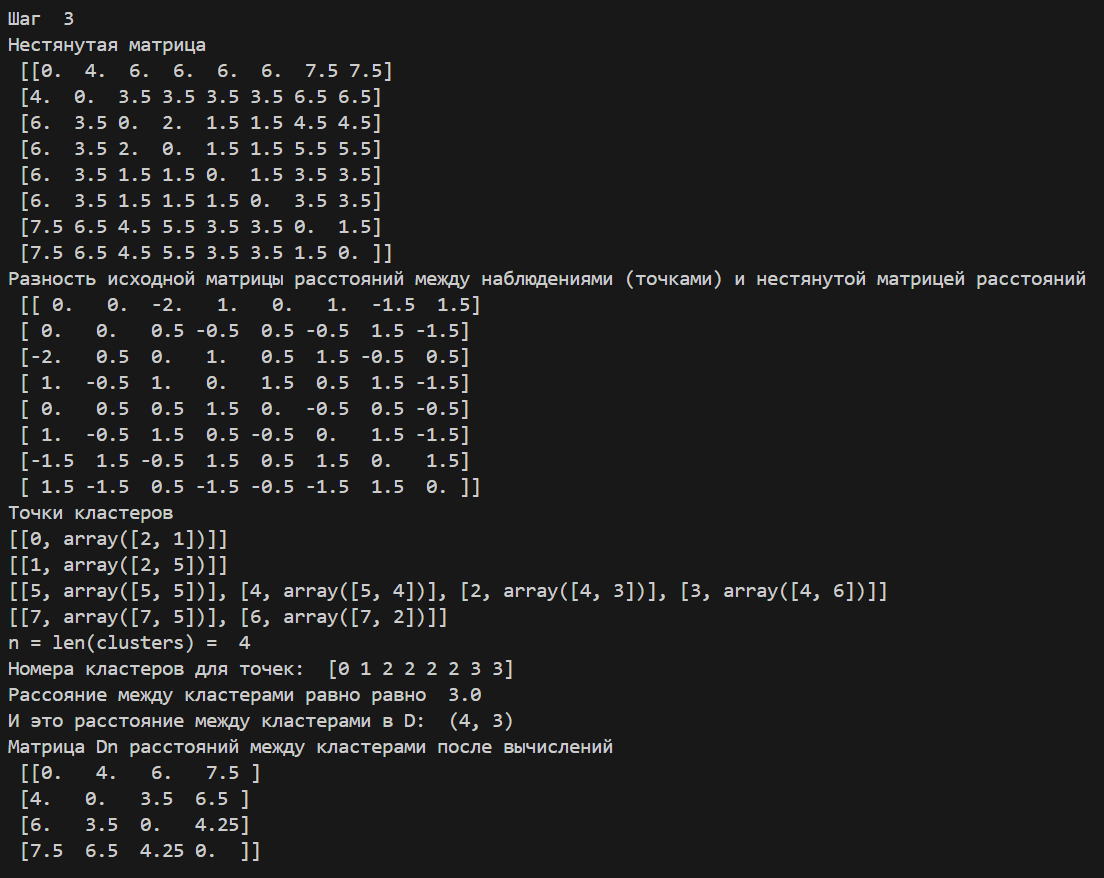 Шаг  3
Нестянутая матрица
 [[0.  4.  6.  6.  6.  6.  7.5 7.5]
 [4.  0.  3.5 3.5 3.5 3.5 6.5 6.5]
 [6.  3.5 0.  2.  1.5 1.5 4.5 4.5]
 [6.  3.5 2.  0.  1.5 1.5 5.5 5.5]
 [6.  3.5 1.5 1.5 0.  1.5 3.5 3.5]
 [6.  3.5 1.5 1.5 1.5 0.  3.5 3.5]
 [7.5 6.5 4.5 5.5 3.5 3.5 0.  1.5]
 [7.5 6.5 4.5 5.5 3.5 3.5 1.5 0. ]]
Разность исходной матрицы расстояний между наблюдениями (точками) и нестянутой матрицей расстояний
 [[ 0.   0.  -2.   1.   0.   1.  -1.5  1.5]
 [ 0.   0.   0.5 -0.5  0.5 -0.5  1.5 -1.5]
 [-2.   0.5  0.   1.   0.5  1.5 -0.5  0.5]
 [ 1.  -0.5  1.   0.   1.5  0.5  1.5 -1.5]
 [ 0.   0.5  0.5  1.5  0.  -0.5  0.5 -0.5]
 [ 1.  -0.5  1.5  0.5 -0.5  0.   1.5 -1.5]
 [-1.5  1.5 -0.5  1.5  0.5  1.5  0.   1.5]
 [ 1.5 -1.5  0.5 -1.5 -0.5 -1.5  1.5  0. ]]
Точки кластеров
[[0, array([2, 1])]]
[[1, array([2, 5])]]
[[5, array([5, 5])], [4, array([5, 4])], [2, array([4, 3])], [3, array([4, 6])]]
[[7, array([7, 5])], [6, array([7, 2])]]
n = len(clusters) =  4
Номера кластеров для точек:  [0 1 2 2 2 2 3 3]
Рассояние между кластерами равно равно  3.0
И это расстояние между кластерами в D:  (4, 3)
Матрица Dn расстояний между кластерами после вычислений
 [[0.   4.   6.   7.5 ]
 [4.   0.   3.5  6.5 ]
 [6.   3.5  0.   4.25]
 [7.5  6.5  4.25 0.  ]]